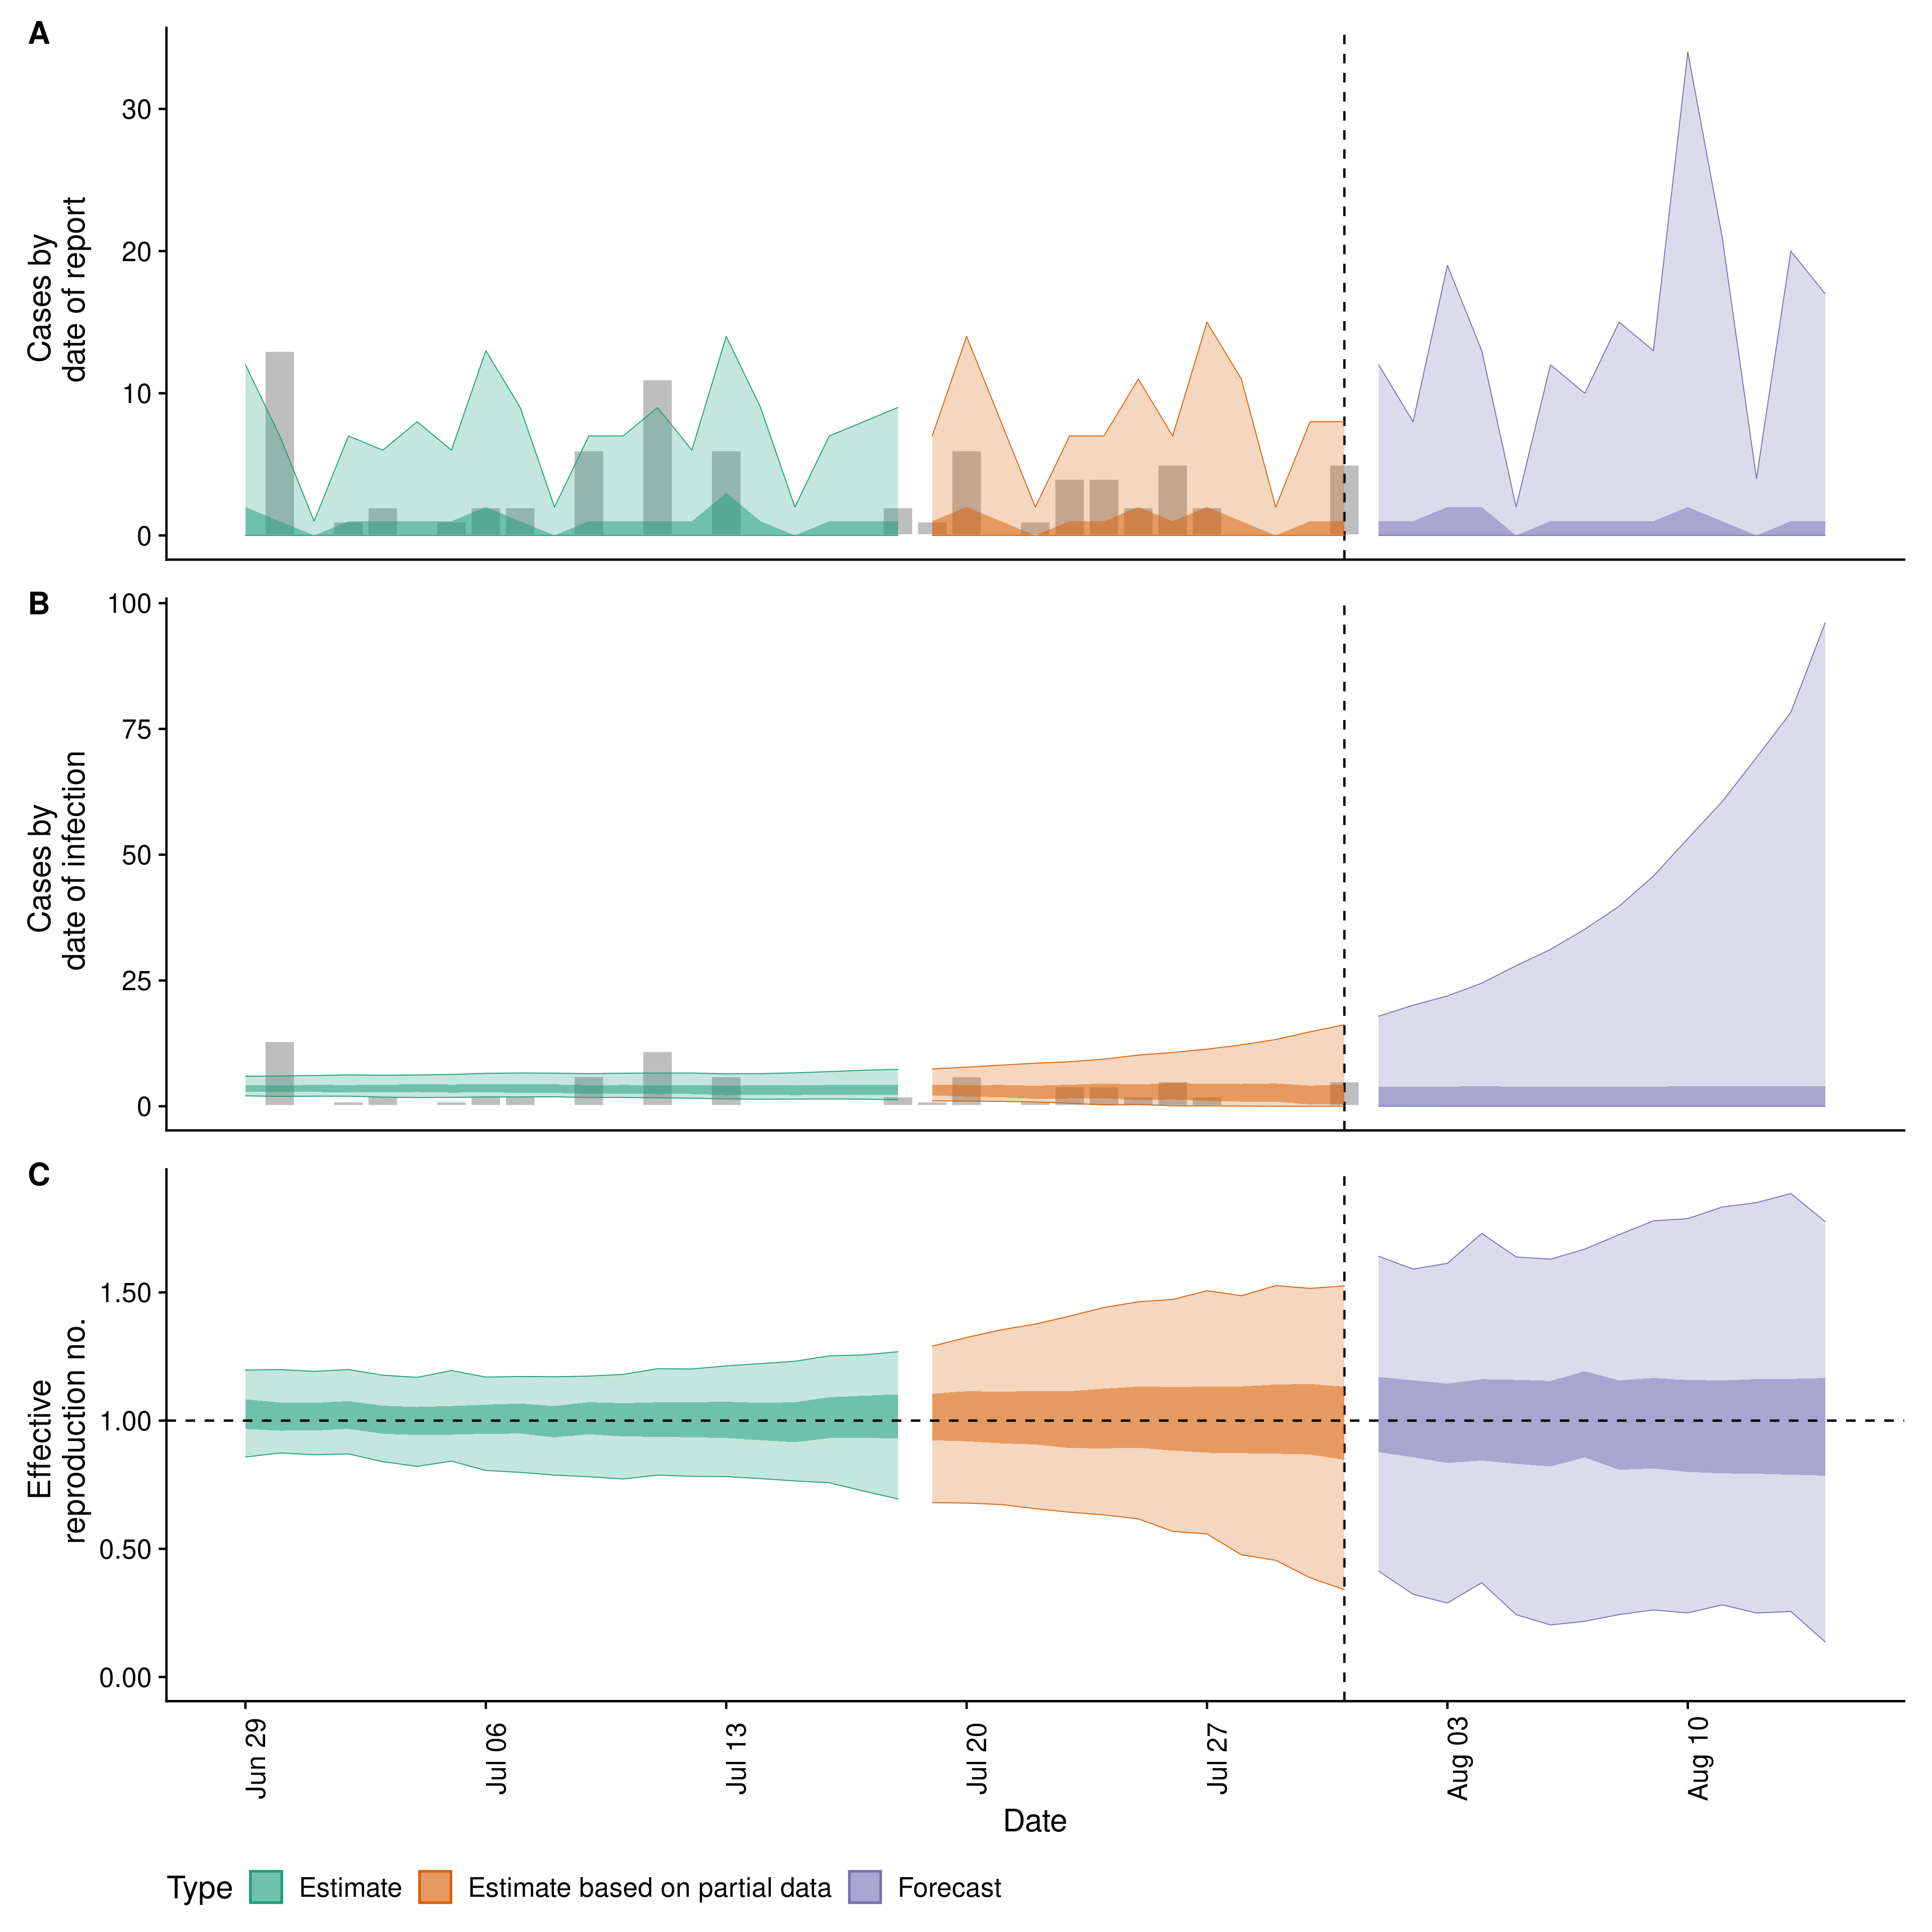 A
Cases by
date of report
30
20
10
0
B
Cases by
date of infection
100
75
50
25
0
C
Effective
reproduction no.
1.50
1.00
0.50
0.00
Jun 29
Jul 06
Jul 13
Jul 20
Jul 27
Aug 03
Aug 10
Date
Type Estimate Estimate based on partial data Forecast